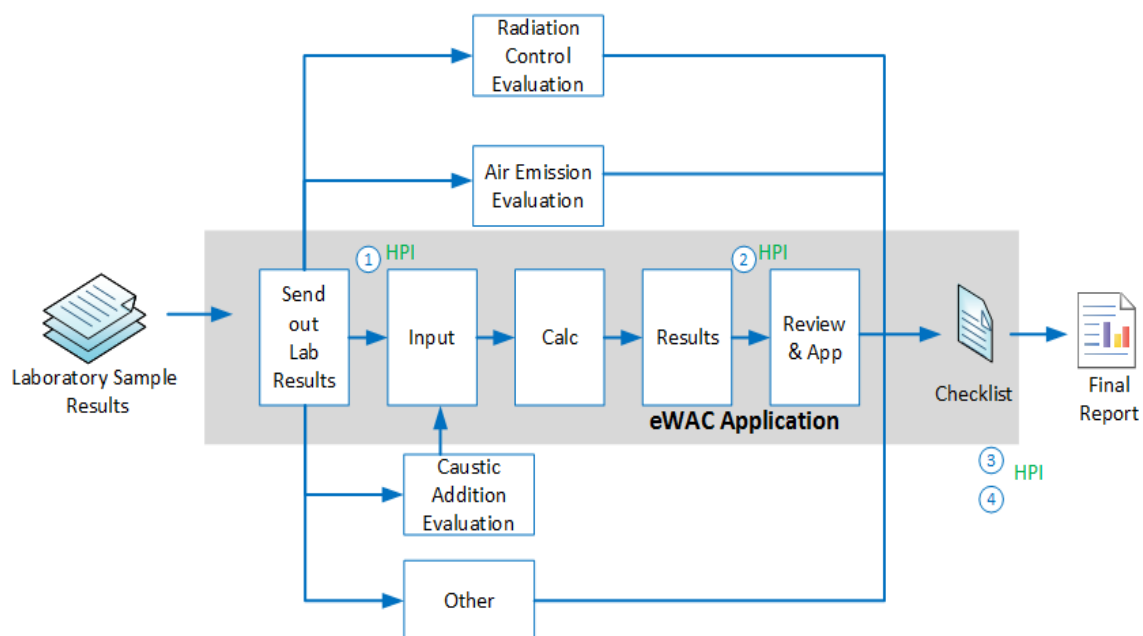 Radiation
Control
Evaluation
Air Emission
Evaluation
1 HPI
2 HPI
Send
out
Lab
Results
Input
Calc
Results
Review
& App
Laboratory Sample
Results
Checklist
Final
Report
eWAC Application
Caustic
Addition
Evaluation
3
HPI
4
Other